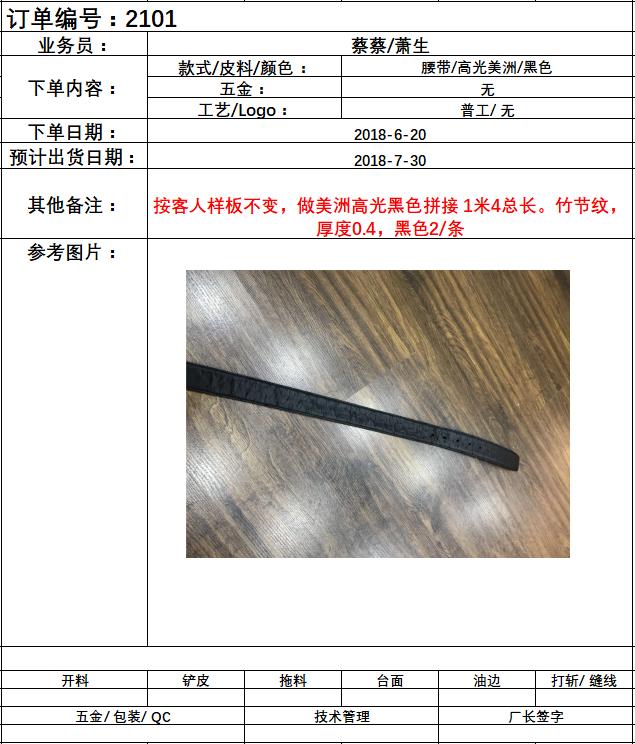 订单编号：2101
业务员： 蔡蔡/萧生
下单内容： 款式/皮料/颜色： 腰带/高光美洲/黑色
五金： 无
工艺/Logo： 普工/ 无
下单日期： 2018-6-20
预计出货日期： 2018-7-30
其他备注： 按客人样板不变，做美洲高光黑色拼接 1米4总长。竹节纹，
厚度0.4，黑色2/条
参考图片：
开料 铲皮 拖料 台面 油边 打斩/ 缝线
五金/ 包装/ QC 技术管理 厂长签字